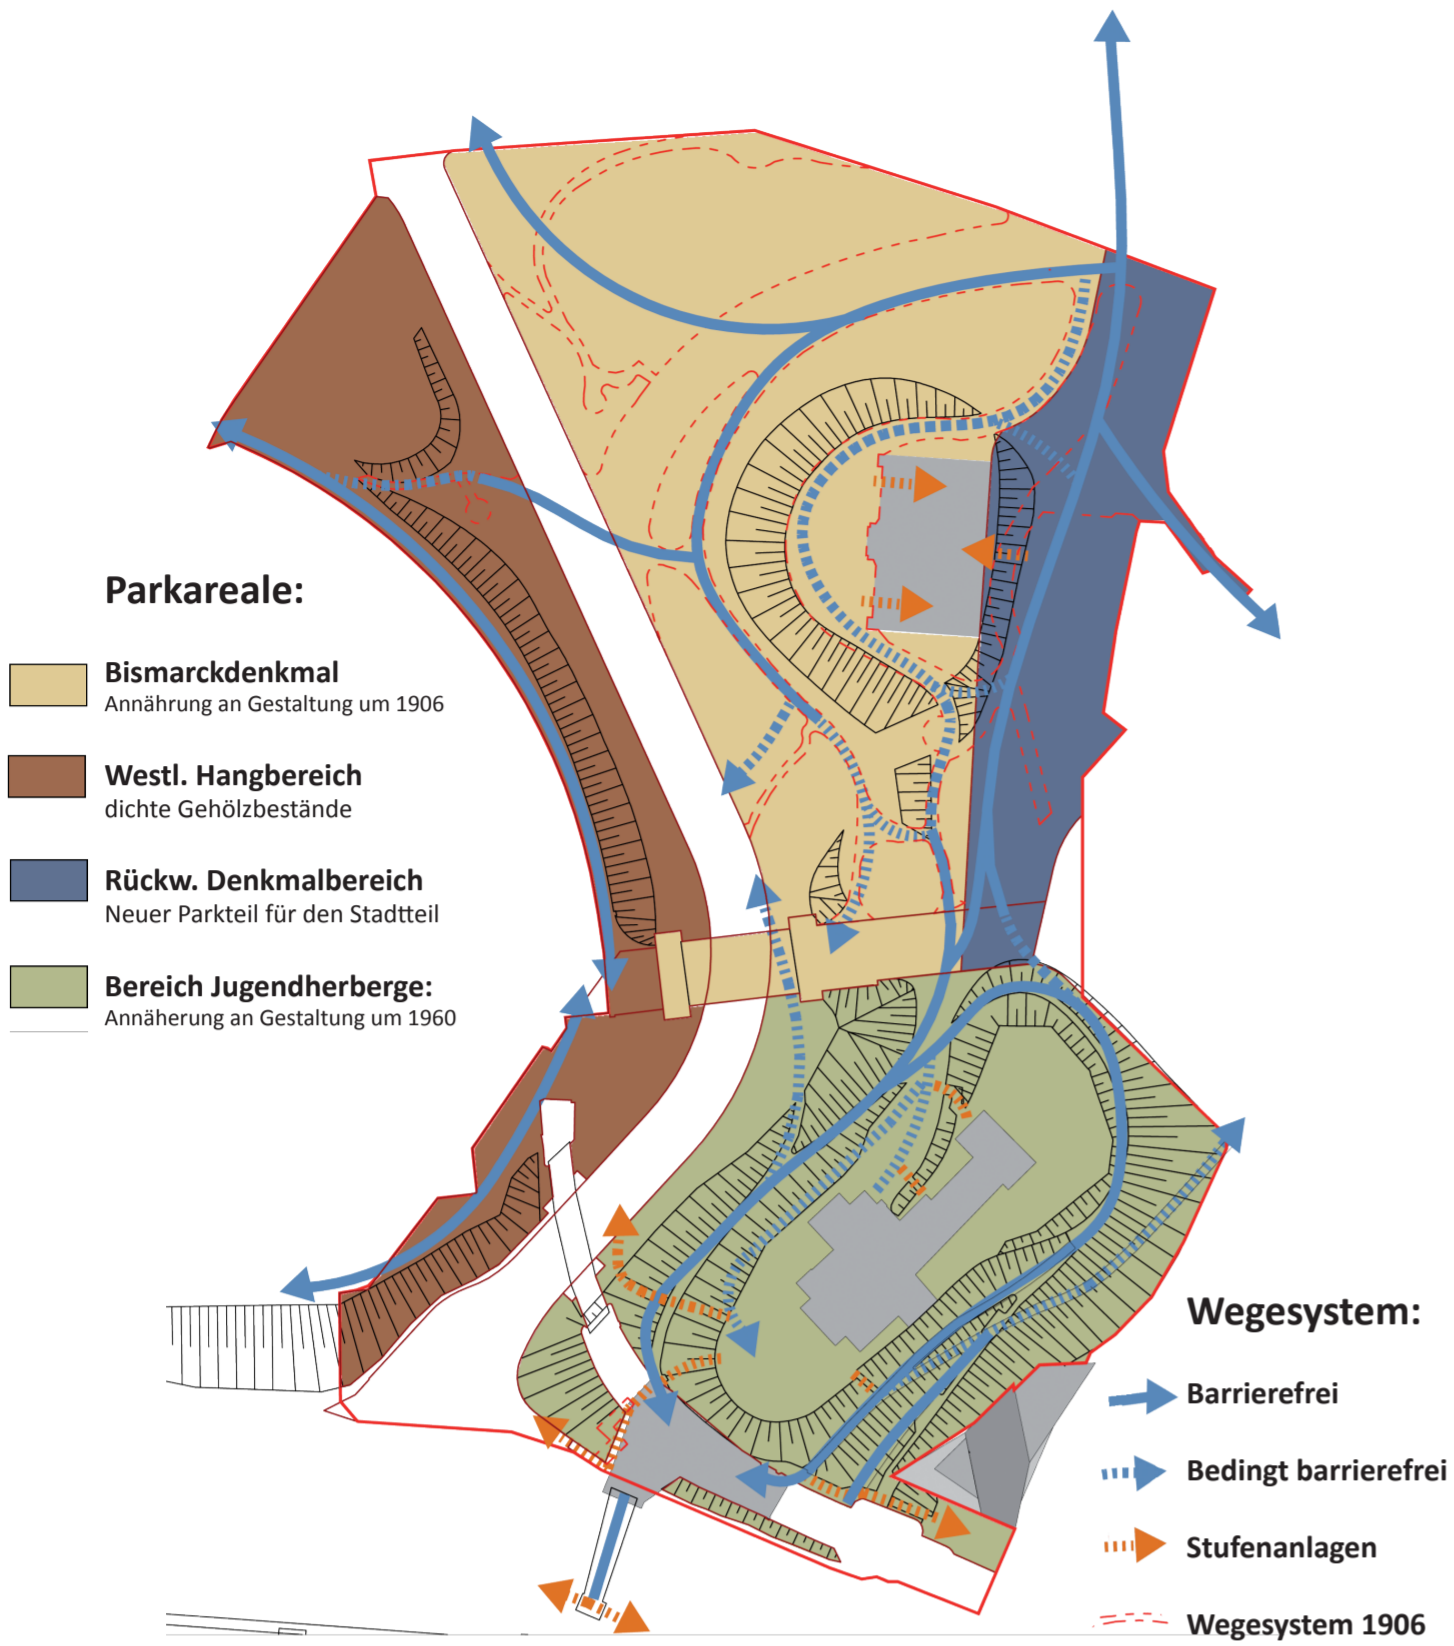 Parkareale:
Bismarckdenkmal
Annährung an Gestaltung um 1906
Westl. Hangbereich
dichte Gehölzbestände
Rückw. Denkmalbereich
Neuer Parkteil für den Stadtteil
Bereich Jugendherberge:
Annäherung an Gestaltung um 1960
Wegesystem:
Barrierefrei
Bedingt barrierefrei
Stufenanlagen
Wegesystem 1906